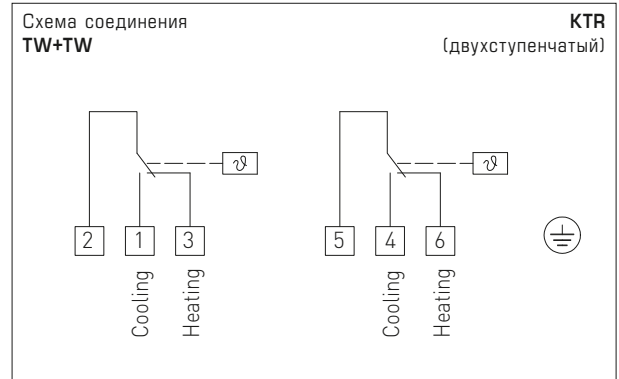 Схема соединения
KTR
TW+TW
(двухступенчатый)
ϑ
ϑ
2
1
3
5
4
6
Cooling
Heating
Cooling
Heating